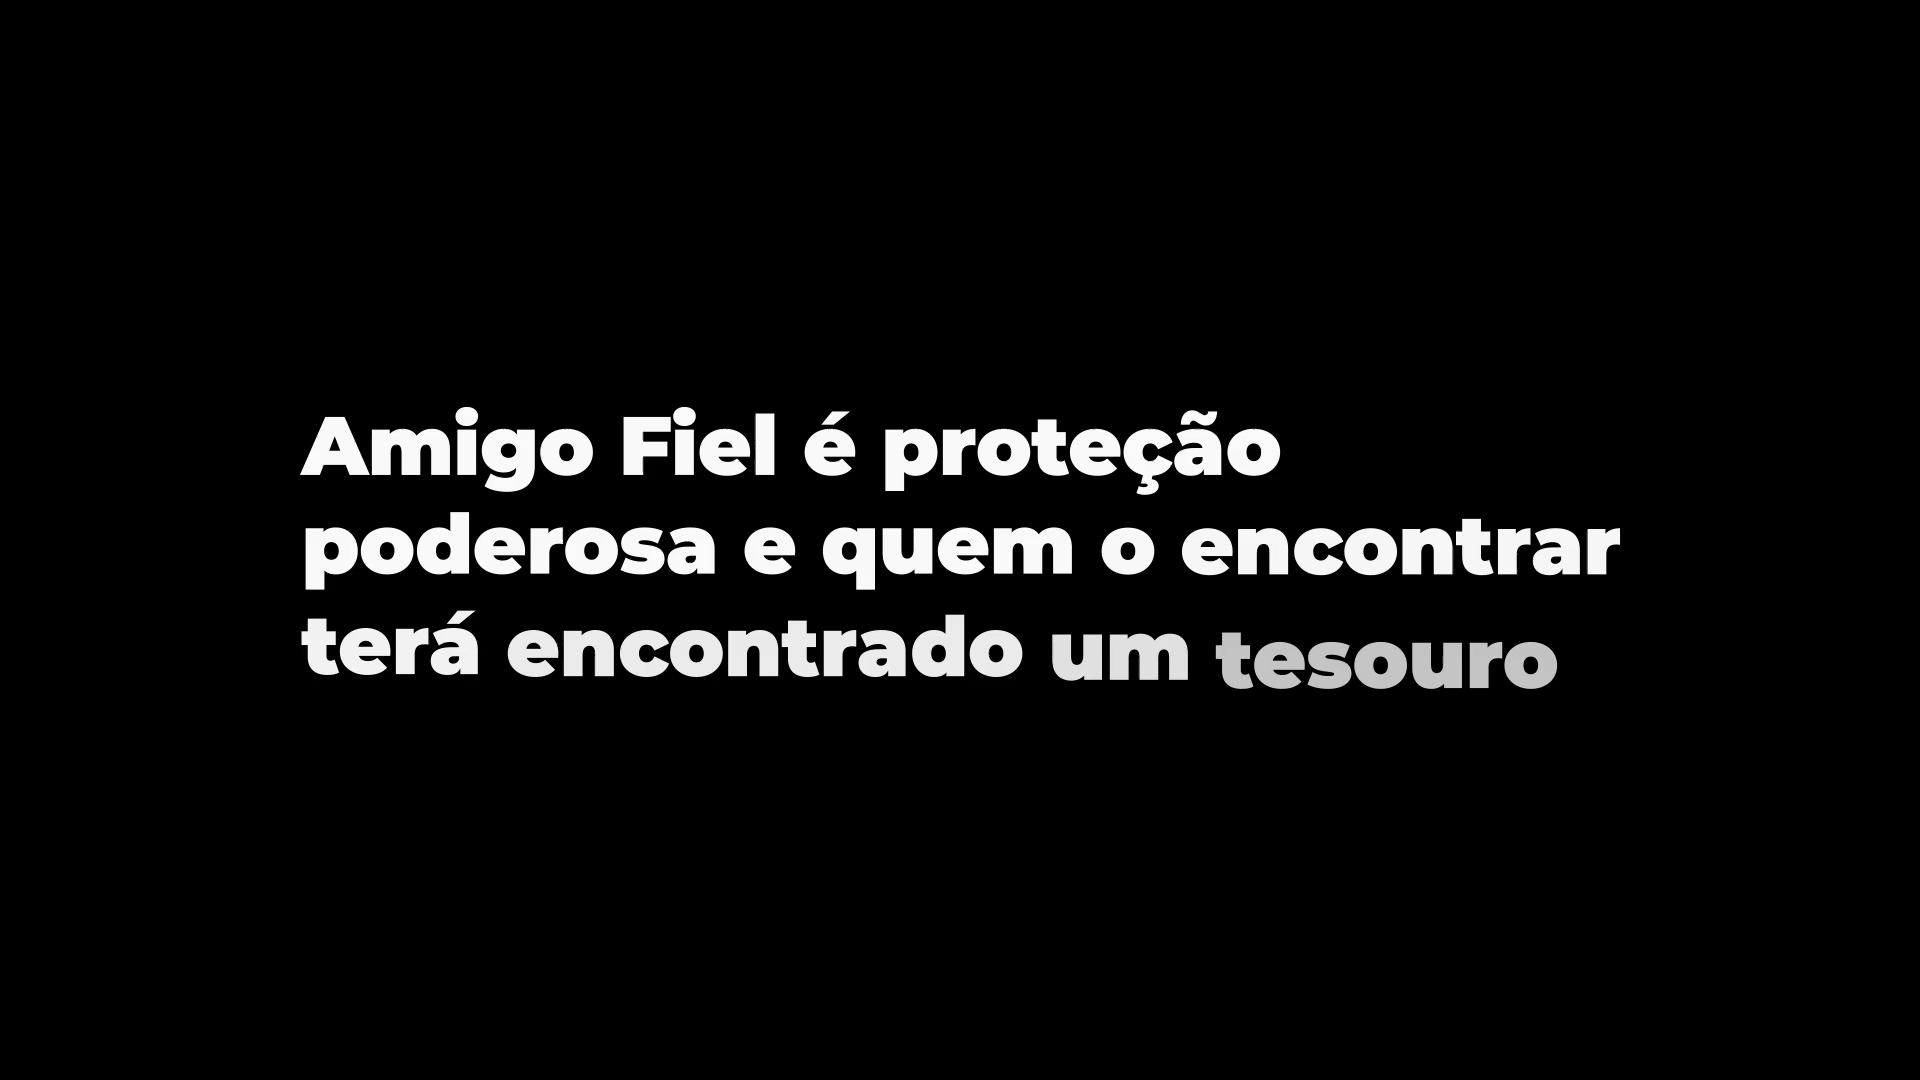 Amigo Fiel é proteção
poderosa e quem o encontrar
terá encontrado um tesouro